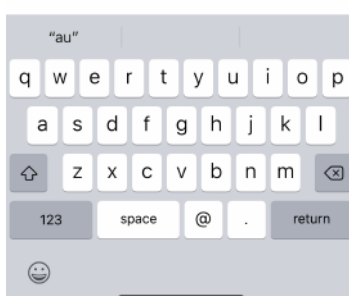 “au”
q w e r t y u i o p
a s d f g h j k l
z x c v b n m
123 space @ . return